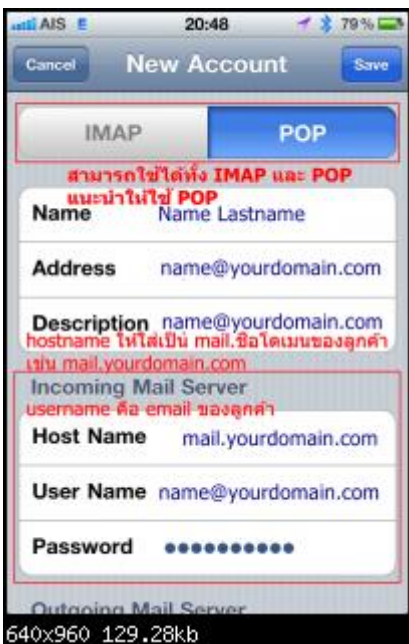 AIS E 20:48 79%
Cancel New Account Save
IMAP POP
สามารถใช้ได้ทั้ง IMAP และ POP
แนะนำให้ใช้ POP
Name Name Lastname
Address name@yourdomain.com
Description name@yourdomain.com
hostname ให้ใส่เป็น mail.ชื่อโดเมนของลูกค้า
เช่น mail.yourdomain.com
Incoming Mail Server
username คือ email ของลูกค้า
Host Name mail.yourdomain.com
User Name name@yourdomain.com
Password ●●●●●●●●●●
Outgoing Mail Server
640x960 129.28kb